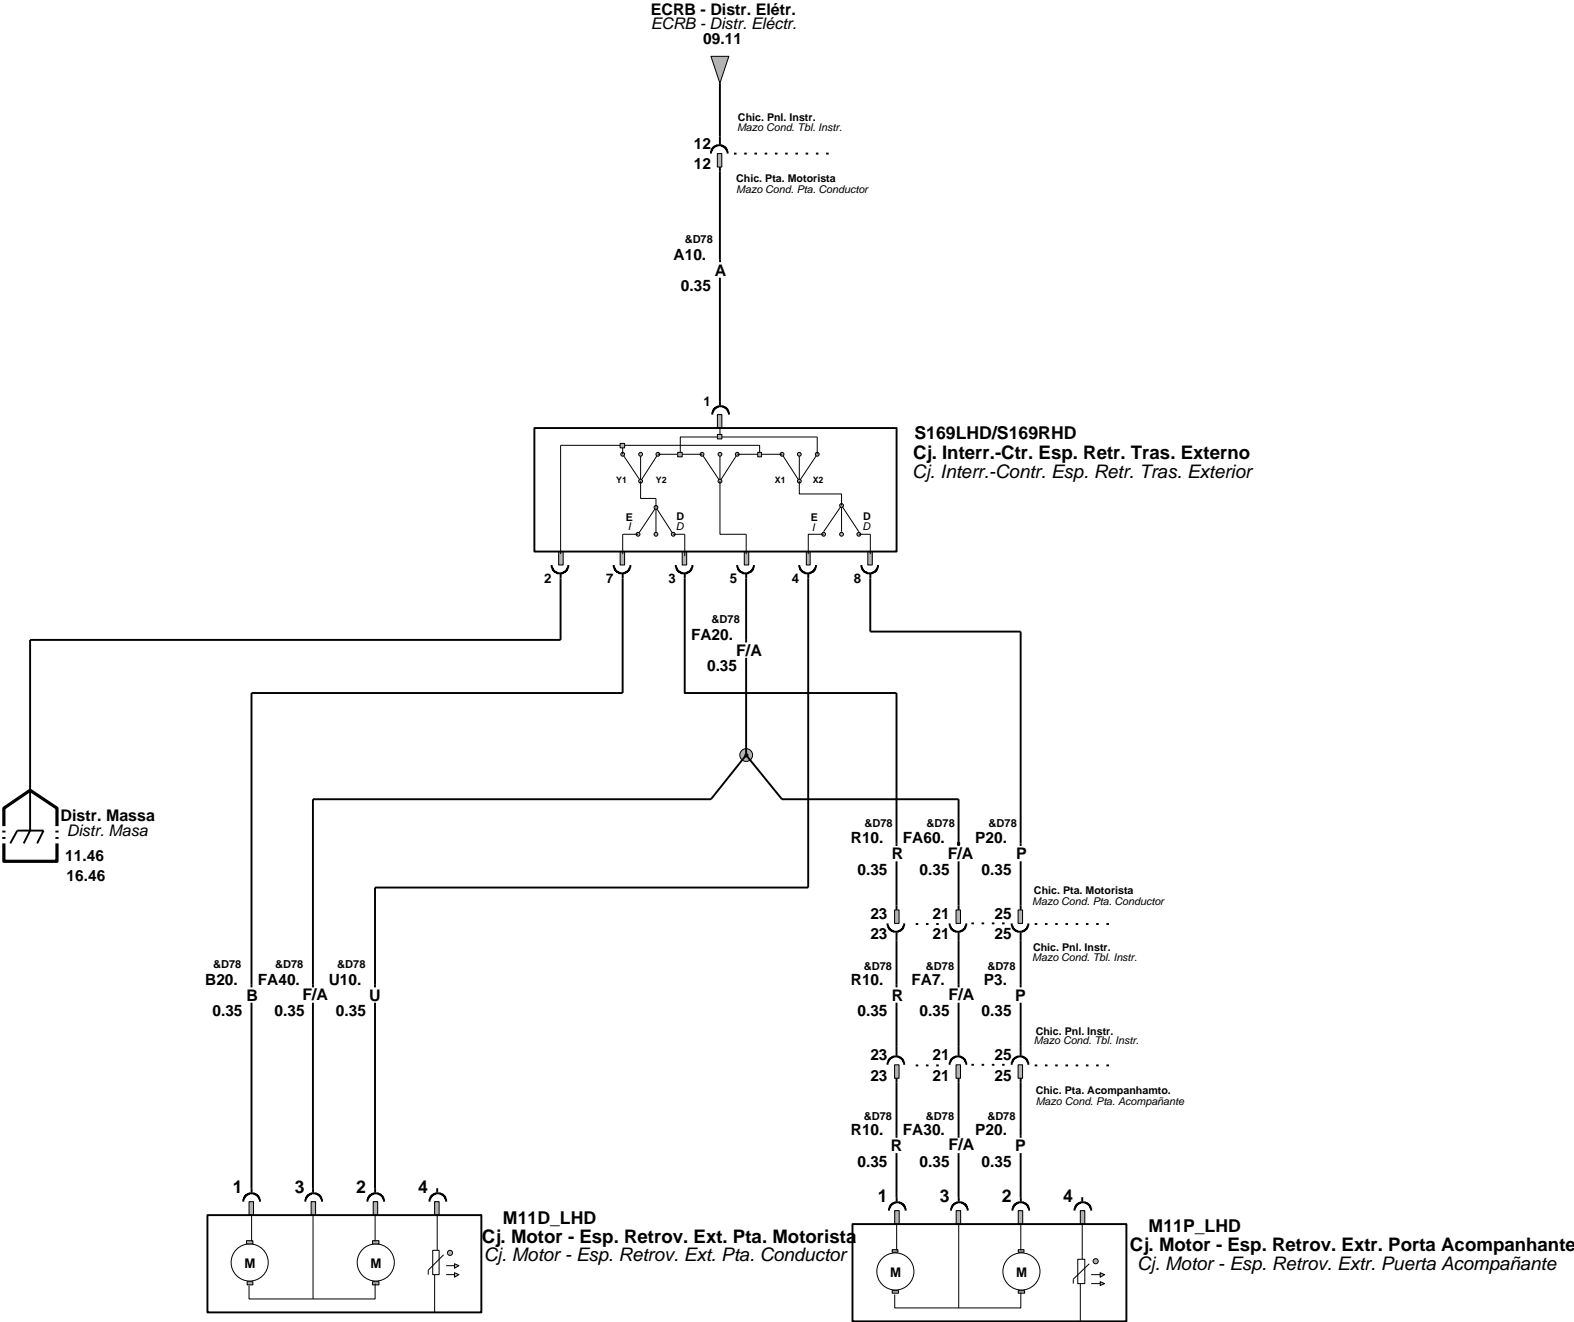 ECRB - Distr. Elétr.
ECRB - Distr. Eléctr.
09.11
Chic. Pnl. Instr.
Mazo Cond. Tbl. Instr.
12
12
Chic. Pta. Motorista
Mazo Cond. Pta. Conductor
&D78
A10.
A
0.35
1
S169LHD/S169RHD
Cj. Interr.-Ctr. Esp. Retr. Tras. Externo
Cj. Interr.-Contr. Esp. Retr. Tras. Exterior
Y1 Y2 X1 X2
E D E D
I D I D
2 7 3 5 4 8
&D78
FA20.
F/A
0.35
Distr. Massa
Distr. Masa
11.46
16.46
&D78 &D78 &D78
R10. FA60. P20.
R F/A P
0.35 0.35 0.35
Chic. Pta. Motorista
Mazo Cond. Pta. Conductor
23 21 25
23 21 25
Chic. Pnl. Instr.
Mazo Cond. Tbl. Instr.
&D78 &D78 &D78
B20. FA40. U10.
B F/A U
0.35 0.35 0.35
&D78 &D78 &D78
R10. FA7. P3.
R F/A P
0.35 0.35 0.35
Chic. Pnl. Instr.
Mazo Cond. Tbl. Instr.
23 21 25
23 21 25
Chic. Pta. Acompanhamto.
Mazo Cond. Pta. Acompañante
&D78 &D78 &D78
R10. FA30. P20.
R F/A P
0.35 0.35 0.35
1 3 2 4
M11D_LHD
Cj. Motor - Esp. Retrov. Ext. Pta. Motorista
Cj. Motor - Esp. Retrov. Ext. Pta. Conductor
M M
1 3 2 4
M11P_LHD
Cj. Motor - Esp. Retrov. Extr. Porta Acompanhante
Cj. Motor - Esp. Retrov. Extr. Puerta Acompañante
M M